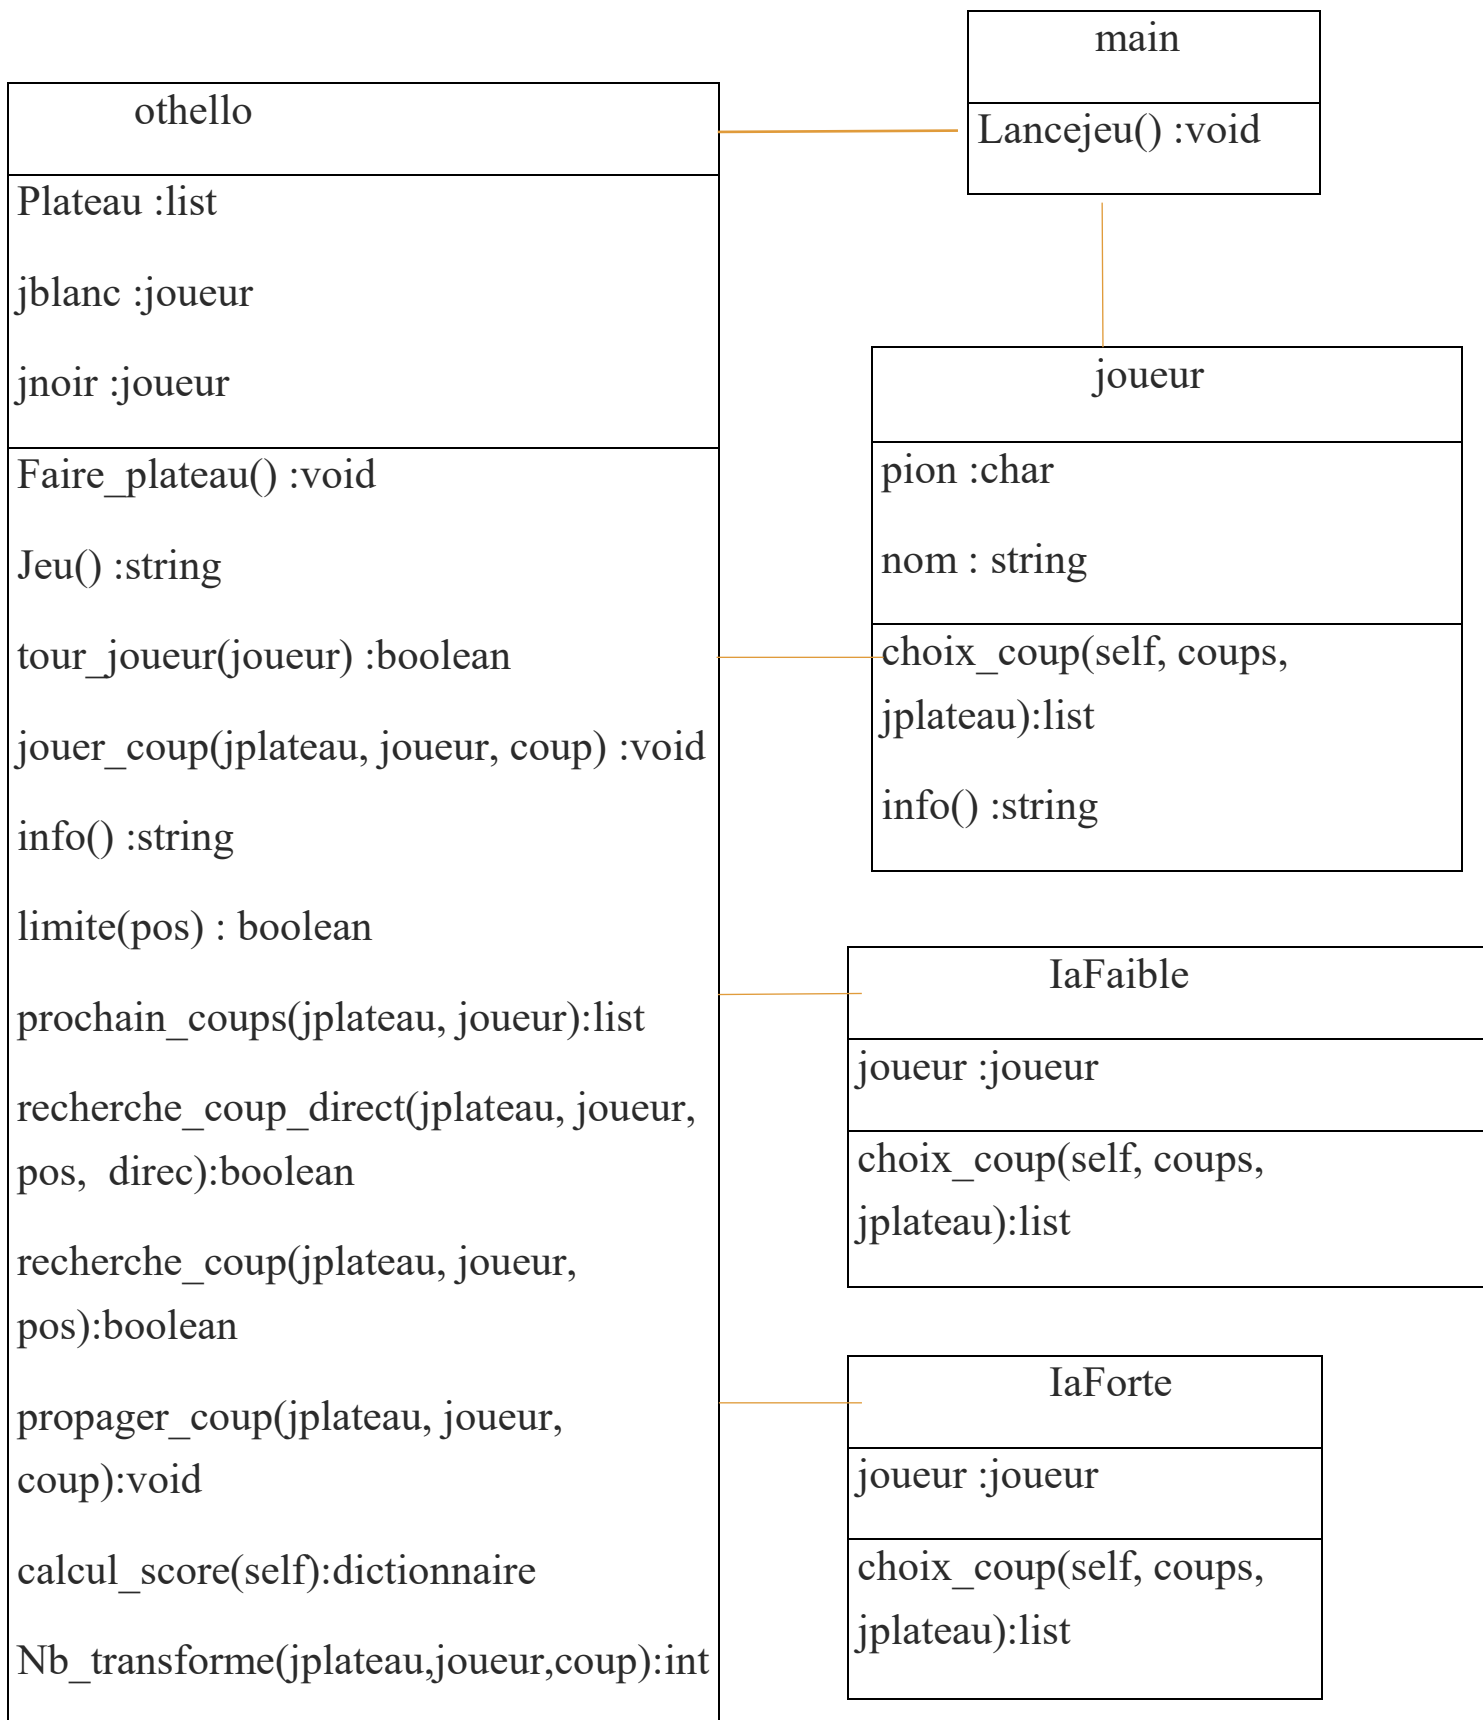 othello
Plateau :list
jblanc :joueur
jnoir :joueur
Faire_plateau() :void
Jeu() :string
tour_joueur(joueur) :boolean
jouer_coup(jplateau, joueur, coup) :void
info() :string
limite(pos) : boolean
prochain_coups(jplateau, joueur):list
recherche_coup_direct(jplateau, joueur,
pos,  direc):boolean
recherche_coup(jplateau, joueur,
pos):boolean
propager_coup(jplateau, joueur,
coup):void
calcul_score(self):dictionnaire
Nb_transforme(jplateau,joueur,coup):int
main
Lancejeu() :void
joueur
pion :char
nom : string
choix_coup(self, coups,
jplateau):list
info() :string
IaFaible
joueur :joueur
choix_coup(self, coups,
jplateau):list
IaForte
joueur :joueur
choix_coup(self, coups,
jplateau):list